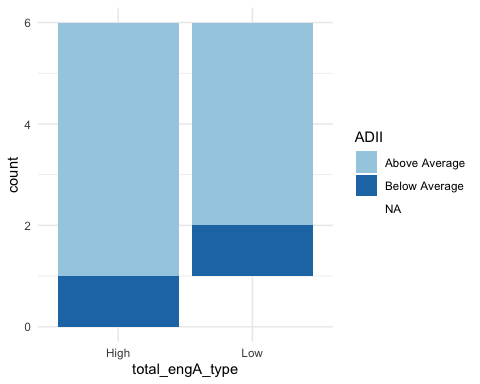 6
4
2
0
count
High
Low
total_engA_type
ADII
Above Average
Below Average
NA